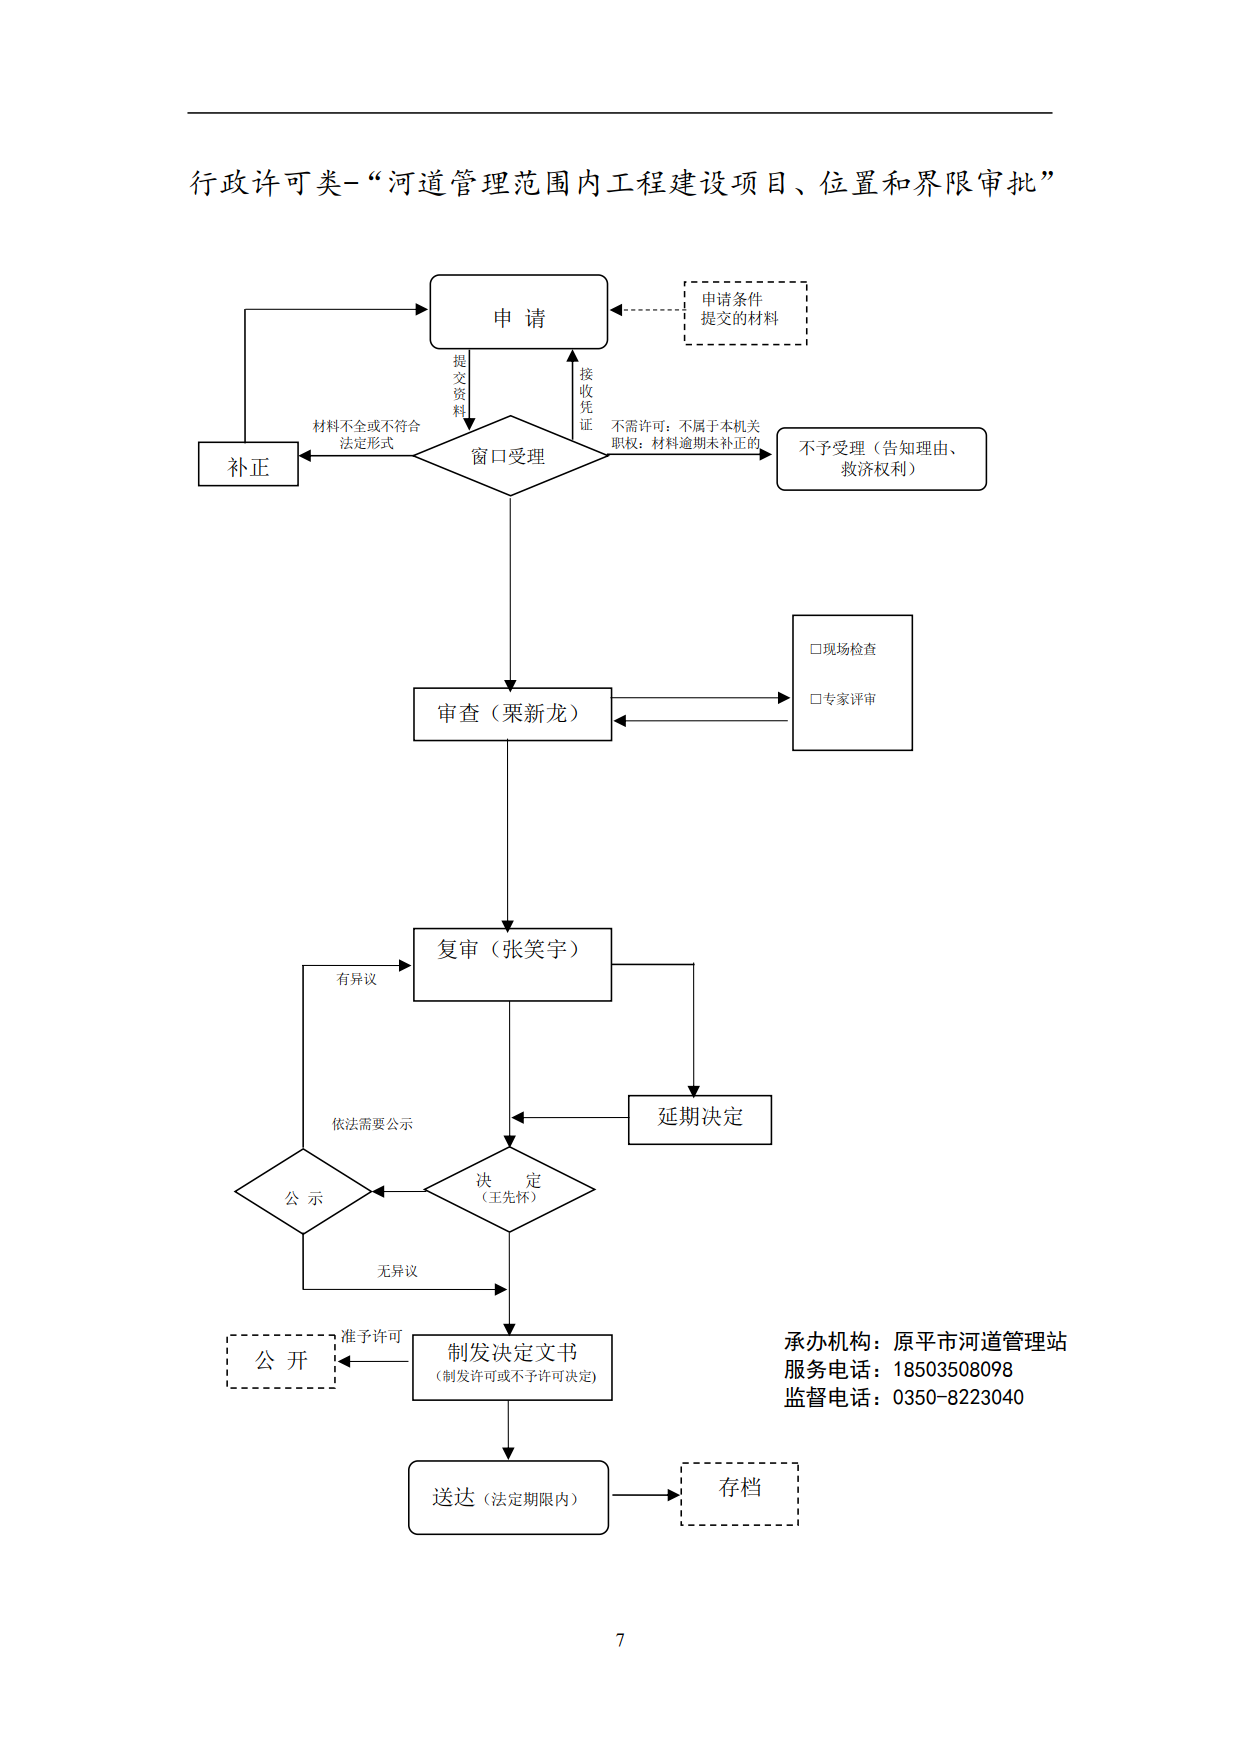 行政许可类-“河道管理范围内工程建设项目、位置和界限审批”
申 请
申请条件
提交的材料
提交资料
接收凭证
材料不全或不符合
法定形式
不需许可：不属于本机关
职权：材料逾期未补正的
补正
窗口受理
不予受理（告知理由、
救济权利）
□现场检查
□专家评审
审查（栗新龙）
复审（张笑宇）
有异议
延期决定
依法需要公示
决 定
（王先怀）
公 示
无异议
准予许可
公 开
制发决定文书
（制发许可或不予许可决定)
承办机构：原平市河道管理站
服务电话：18503508098
监督电话：0350-8223040
送达（法定期限内）
存档
7